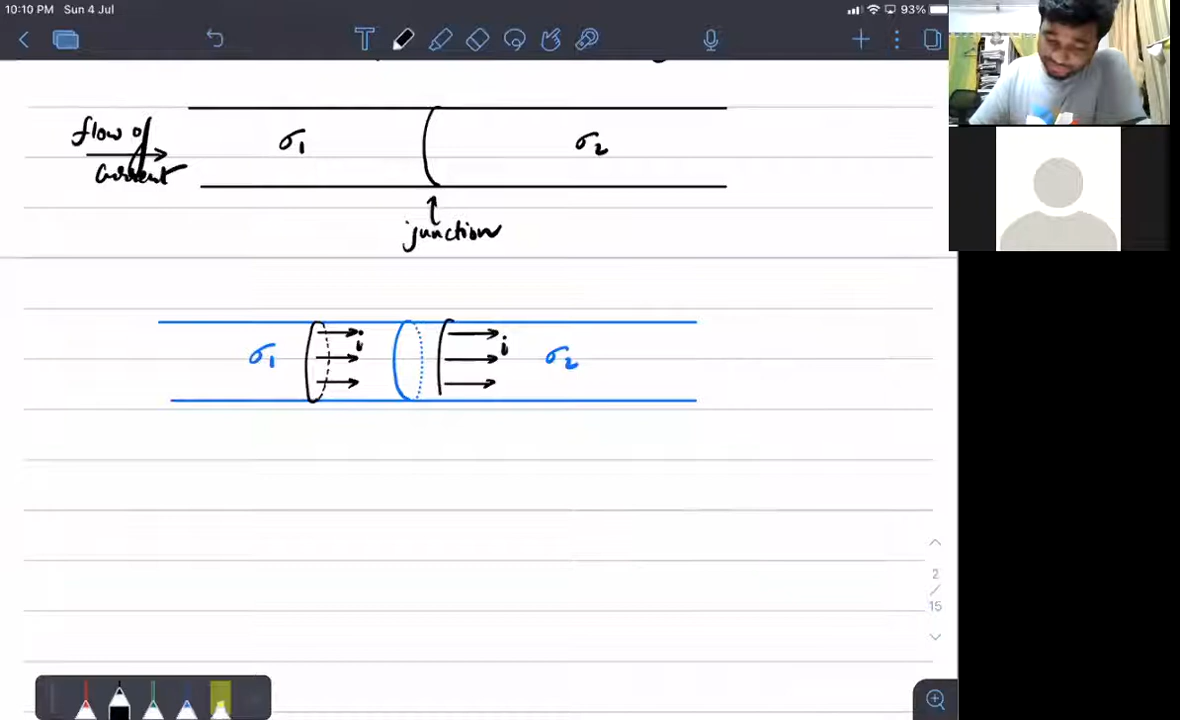 10:10 PM Sun 4 Jul
93%
T
flow of
current
σ₁
σ₂
junction
σ₁
i
i
σ₂
2
/
15